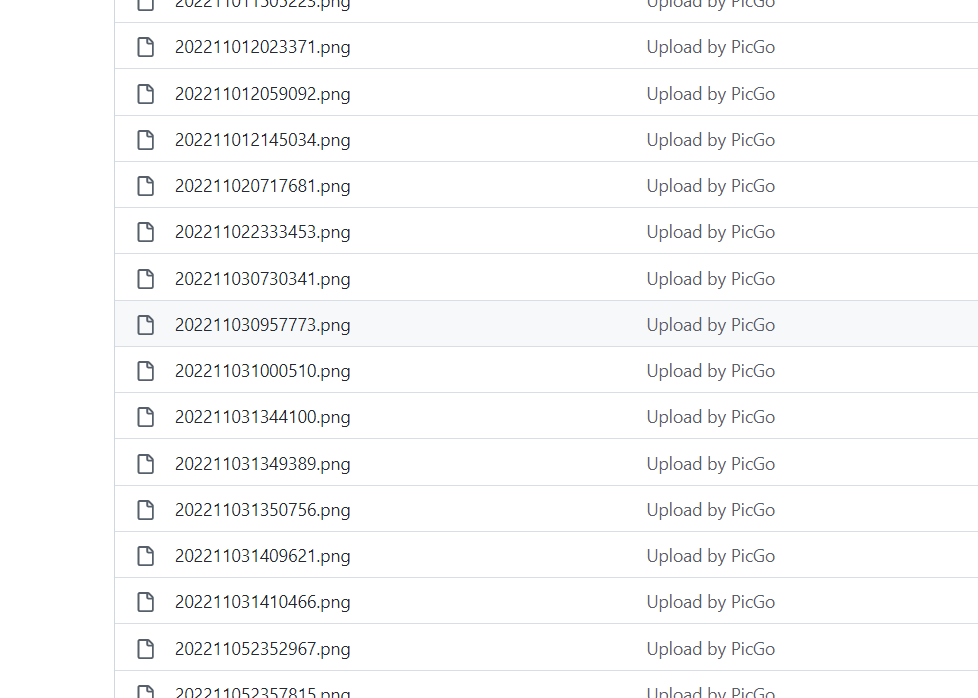 202211011505223.png Upload by PicGo
202211012023371.png Upload by PicGo
202211012059092.png Upload by PicGo
202211012145034.png Upload by PicGo
202211020717681.png Upload by PicGo
202211022333453.png Upload by PicGo
202211030730341.png Upload by PicGo
202211030957773.png Upload by PicGo
202211031000510.png Upload by PicGo
202211031344100.png Upload by PicGo
202211031349389.png Upload by PicGo
202211031350756.png Upload by PicGo
202211031409621.png Upload by PicGo
202211031410466.png Upload by PicGo
202211052352967.png Upload by PicGo
202211052357815.png Upload by PicGo